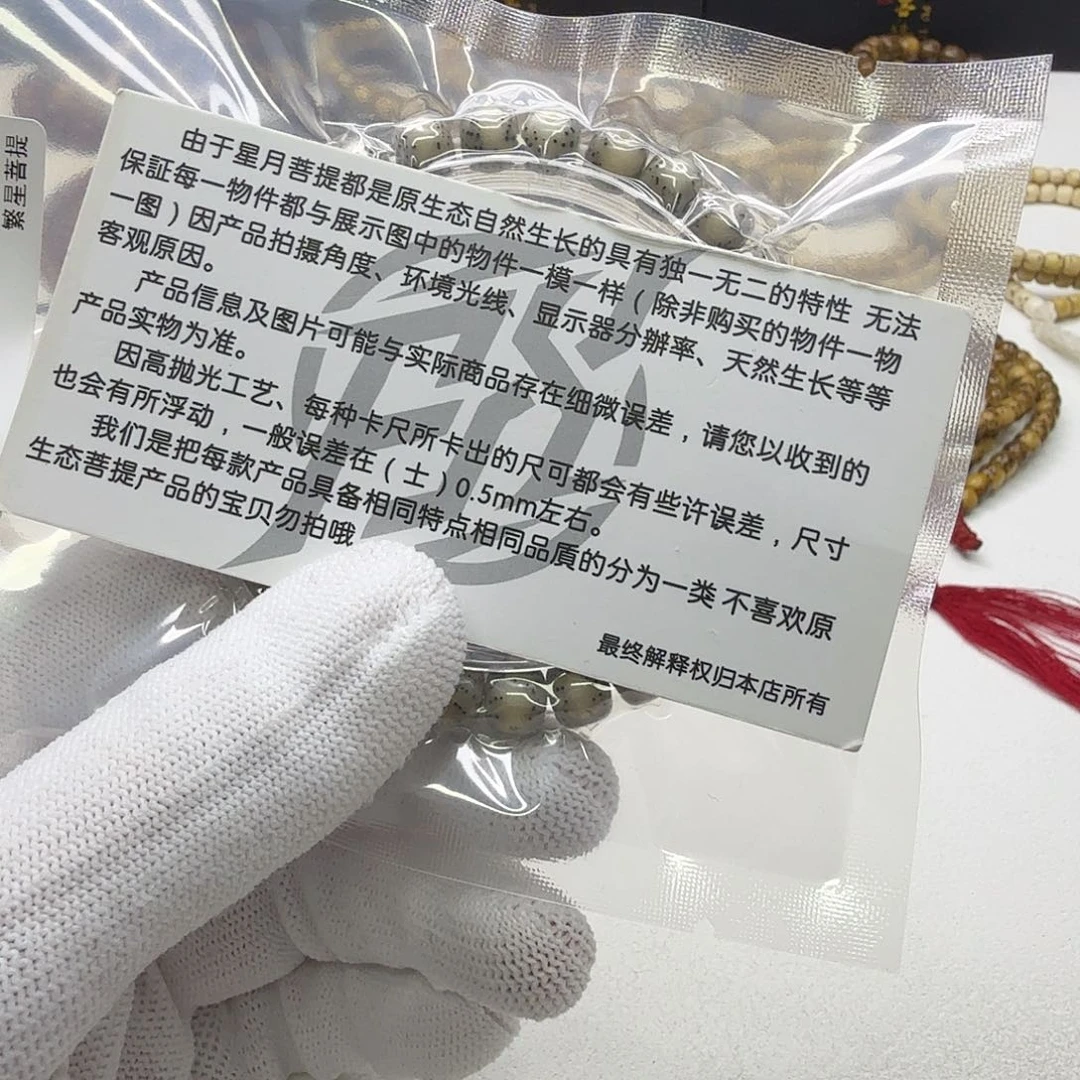 由于星月菩提都是原生态自然生长的具有独一无二的特性 无法
保証每一物件都与展示图中的物件一模一样（除非购买的物件一物
一图）因产品拍摄角度、环境光线、显示器分辦率、天然生长等等
客观原因。
产品信息及图片可能与实际商品存在细微误差，请您以收到的
产品实物为准。
因高抛光工艺、每种卡尺所卡出的尺可都会有些许误差，尺寸
也会有所浮动，一般误差在（士）0.5mm左右。
我们是把每款产品具备相同特点相同品質的分为一类 不喜欢原
生态菩提产品的宝贝勿拍哦
最终解释权归本店所有
繁星菩提